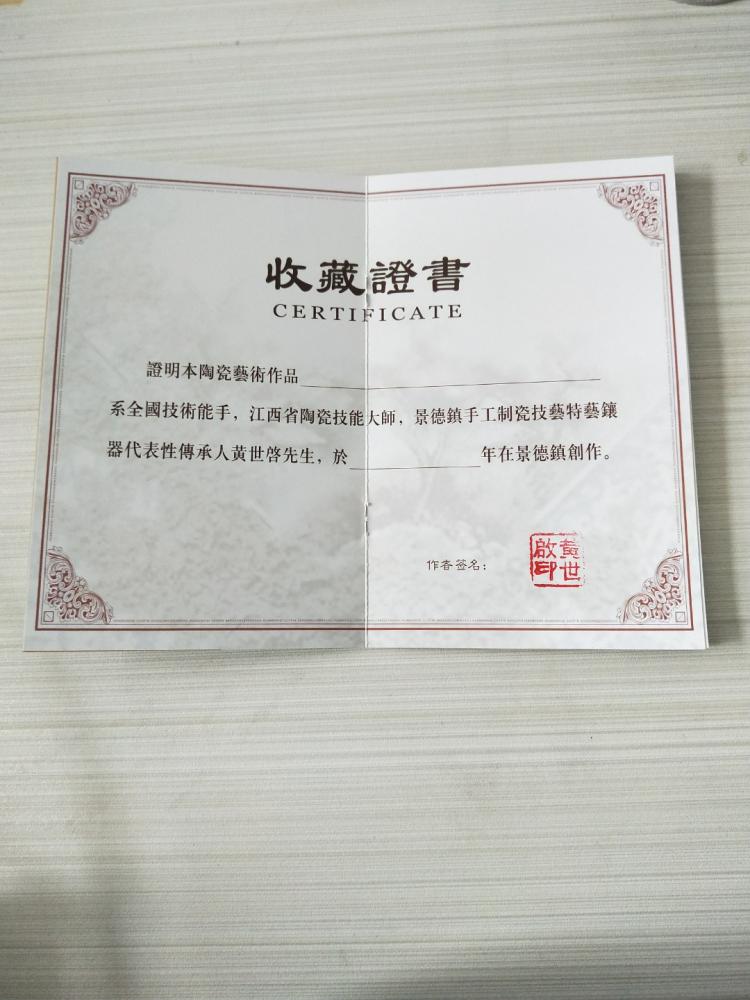 收藏證書
CERTIFICATE
證明本陶瓷藝術作品
系全國技術能手，江西省陶瓷技能大師，景德鎮手工制瓷技藝特藝鑲
器代表性傳承人黃世啓先生，於 年在景德鎮創作。
作者签名：
黃世
啟印